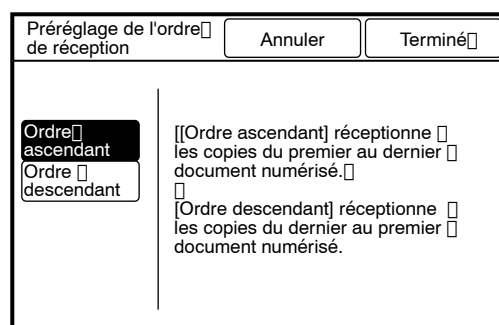 Préréglage de l'ordre▯
de réception
Annuler
Terminé▯
Ordre▯
ascendant
Ordre ▯
descendant
[[Ordre ascendant] réceptionne ▯
les copies du premier au dernier ▯
document numérisé.▯
▯
[Ordre descendant] réceptionne ▯
les copies du dernier au premier ▯
document numérisé.